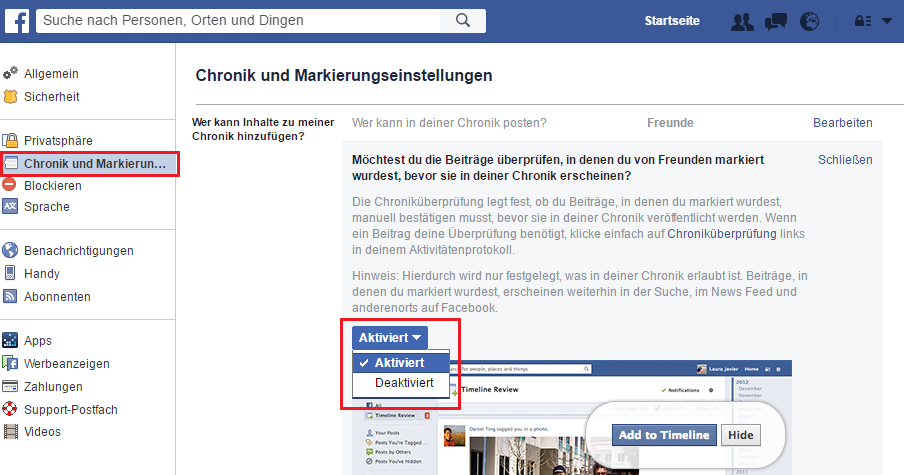 f
Suche nach Personen, Orten und Dingen
Startseite
Allgemein
Sicherheit
Privatsphäre
Chronik und Markierun...
Blockieren
Sprache
Benachrichtigungen
Handy
Abonnenten
Apps
Werbeanzeigen
Zahlungen
Support-Postfach
Videos
Chronik und Markierungseinstellungen
Wer kann Inhalte zu meiner
Chronik hinzufügen?
Wer kann in deiner Chronik posten?
Freunde
Bearbeiten
Möchtest du die Beiträge überprüfen, in denen du von Freunden markiert
wurdest, bevor sie in deiner Chronik erscheinen?
Schließen
Die Chroniküberprüfung legt fest, ob du Beiträge, in denen du markiert wurdest,
manuell bestätigen musst, bevor sie in deiner Chronik veröffentlicht werden. Wenn
ein Beitrag deine Überprüfung benötigt, klicke einfach auf Chroniküberprüfung links
in deinem Aktivitätenprotokoll.
Hinweis: Hierdurch wird nur festgelegt, was in deiner Chronik erlaubt ist. Beiträge, in
denen du markiert wurdest, erscheinen weiterhin in der Suche, im News Feed und
anderenorts auf Facebook.
Aktiviert
Aktiviert
Deaktiviert
for people, places and things
Laura Javier
Home
Timeline Review
Notifications
2012
December
November
All
Timeline Review
Your Posts
Posts You're Tagged...
Posts by Others
Posts You've Hidden
Daniel Ting tagged you in a photo.
Add to Timeline
Hide
2011